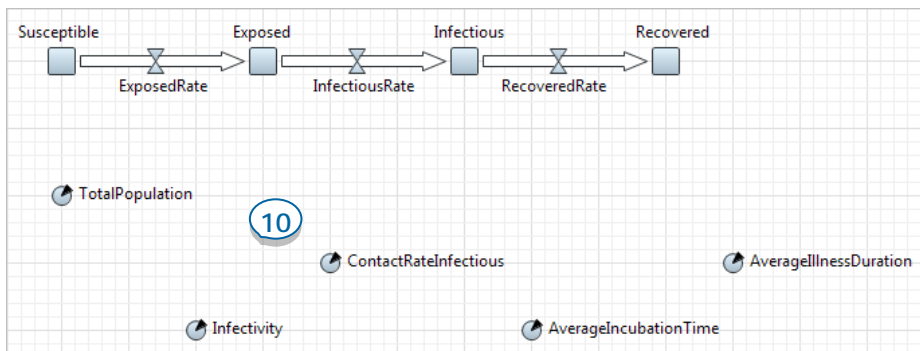 Susceptible
Exposed
Infectious
Recovered
ExposedRate
InfectiousRate
RecoveredRate
TotalPopulation
10
ContactRateInfectious
AverageIllnessDuration
Infectivity
AverageIncubationTime